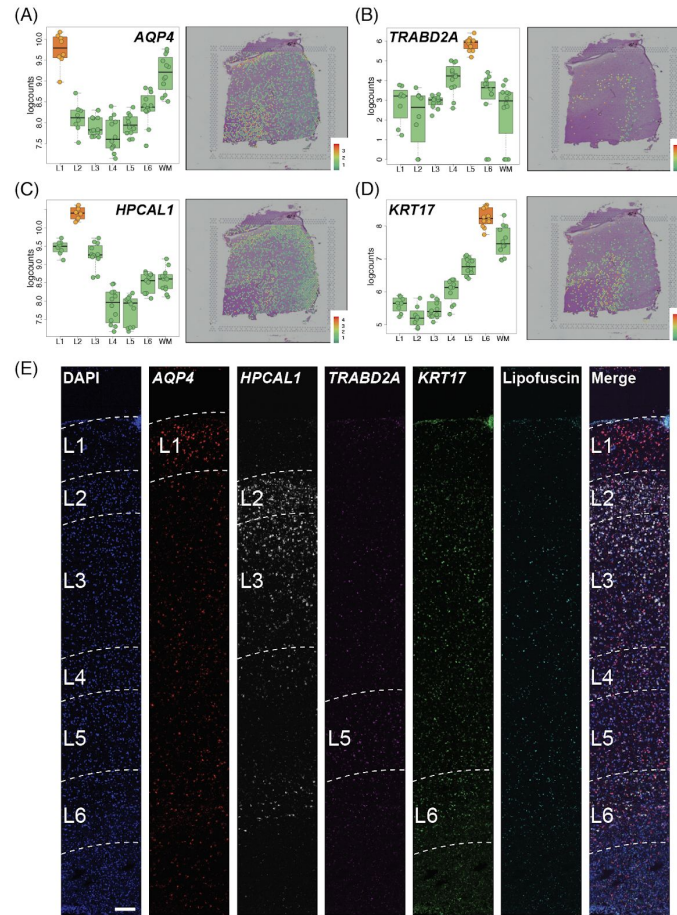 (A)
AQP4
logcounts
10.0
9.5
9.0
8.5
8.0
7.5
L1 L2 L3 L4 L5 L6 WM
3
2
1
(B)
TRABD2A
logcounts
6
5
4
3
2
1
0
L1 L2 L3 L4 L5 L6 WM
(C)
HPCAL1
logcounts
10.0
9.5
9.0
8.5
8.0
7.5
L1 L2 L3 L4 L5 L6 WM
4
3
2
1
(D)
KRT17
logcounts
8
7
6
5
L1 L2 L3 L4 L5 L6 WM
(E)
DAPI AQP4 HPCAL1 TRABD2A KRT17 Lipofuscin Merge
L1 L1 L1
L2 L2 L2
L3 L3 L3
L4 L4
L5 L5 L5
L6 L6 L6